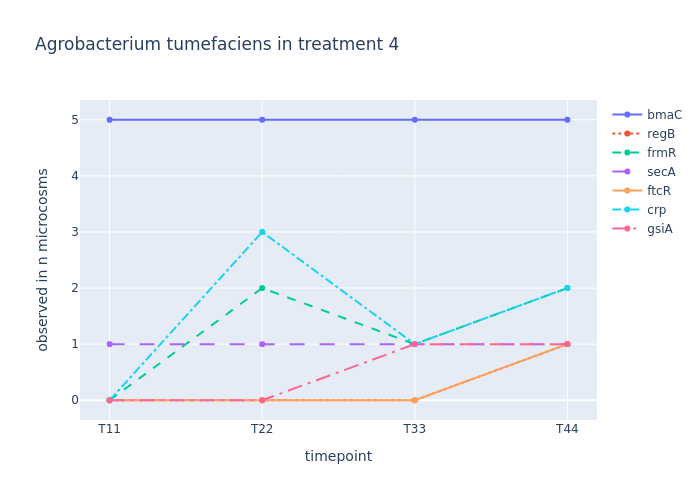 Agrobacterium tumefaciens in treatment 4
observed in n microcosms
5
4
3
2
1
0
T11
T22
T33
T44
timepoint
bmaC
regB
frmR
secA
ftcR
crp
gsiA